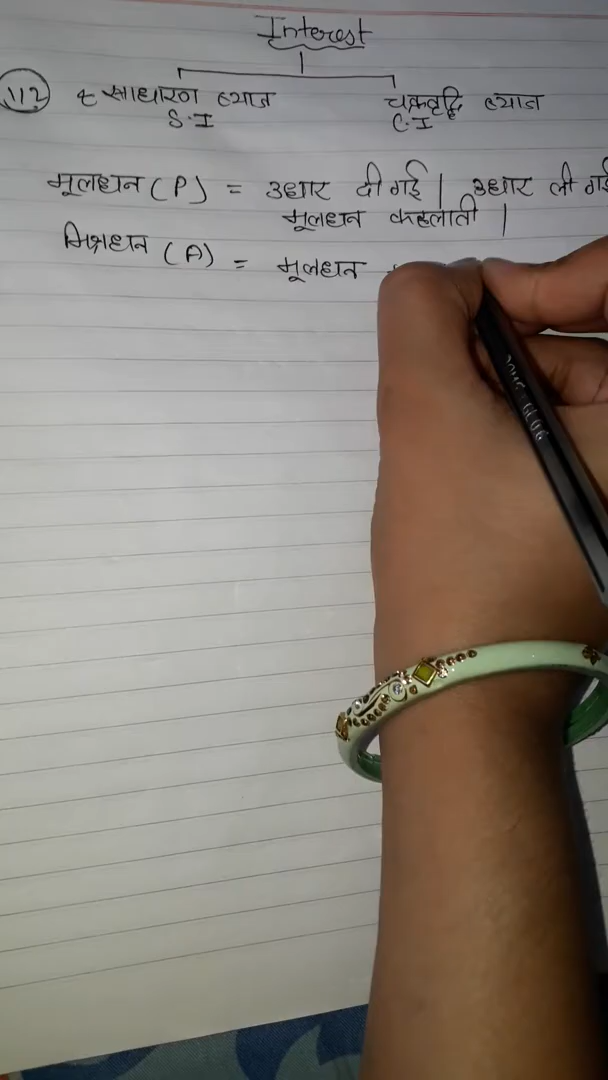 Interest
112 साधारण ब्याज चक्रवृद्धि ब्याज
S.I C.I
मूलधन (P) = उधार दी गई | उधार ली गई
मूलधन कहलाती |
मिश्रधन (A) = मूलधन